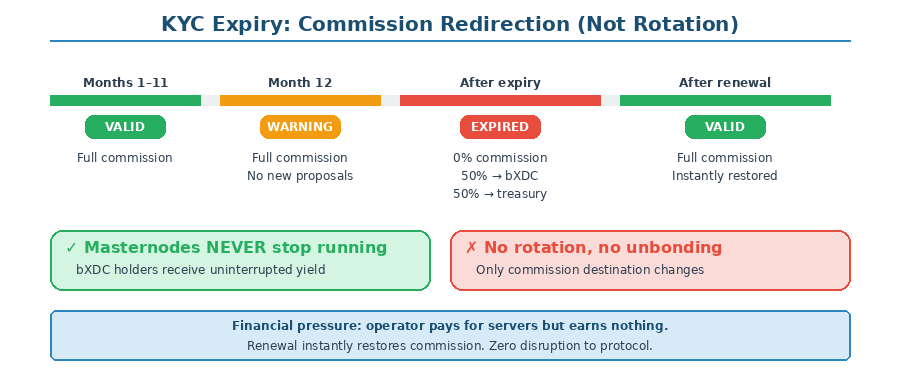 KYC Expiry: Commission Redirection (Not Rotation)
Months 1–11
Month 12
After expiry
After renewal
VALID
WARNING
EXPIRED
VALID
Full commission
Full commission
No new proposals
0% commission
50% → bXDC
50% → treasury
Full commission
Instantly restored
✓ Masternodes NEVER stop running
bXDC holders receive uninterrupted yield
✗ No rotation, no unbonding
Only commission destination changes
Financial pressure: operator pays for servers but earns nothing.
Renewal instantly restores commission. Zero disruption to protocol.